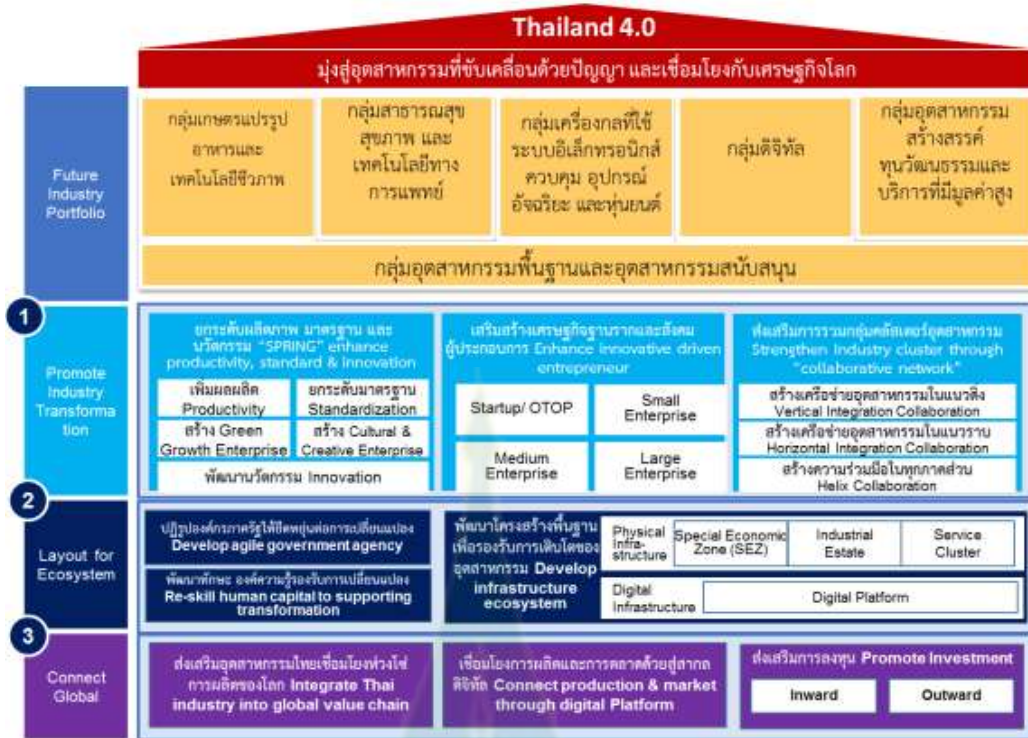 Thailand 4.0
มุ่งสู่อุตสาหกรรมที่ขับเคลื่อนด้วยปัญญา และเชื่อมโยงกับเศรษฐกิจโลก
Future
Industry
Portfolio
กลุ่มเกษตรแปรรูป
อาหารและ
เทคโนโลยีชีวภาพ
กลุ่มสาธารณสุข
สุขภาพ และ
เทคโนโลยีทาง
การแพทย์
กลุ่มเครื่องกลที่ใช้
ระบบอิเล็กทรอนิกส์
ควบคุม อุปกรณ์
อัจฉริยะ และหุ่นยนต์
กลุ่มดิจิทัล
กลุ่มอุตสาหกรรม
สร้างสรรค์
ทุนวัฒนธรรมและ
บริการที่มีมูลค่าสูง
กลุ่มอุตสาหกรรมพื้นฐานและอุตสาหกรรมสนับสนุน
1
Promote
Industry
Transforma
tion
ยกระดับผลิตภาพ มาตรฐาน และ
นวัตกรรม "SPRING" enhance
productivity, standard & innovation
เพิ่มผลผลิต
Productivity
ยกระดับมาตรฐาน
Standardization
สร้าง Green
Growth Enterprise
สร้าง Cultural &
Creative Enterprise
พัฒนานวัตกรรม Innovation
เสริมสร้างเศรษฐกิจฐานรากและสังคม
ผู้ประกอบการ Enhance innovative driven
entrepreneur
Startup/ OTOP
Small
Enterprise
Medium
Enterprise
Large
Enterprise
ส่งเสริมการรวมกลุ่มคลัสเตอร์อุตสาหกรรม
Strengthen Industry cluster through
"collaborative network"
สร้างเครือข่ายอุตสาหกรรมในแนวดิ่ง
Vertical Integration Collaboration
สร้างเครือข่ายอุตสาหกรรมในแนวราบ
Horizontal Integration Collaboration
สร้างความร่วมมือในทุกภาคส่วน
Helix Collaboration
2
Layout for
Ecosystem
ปฏิรูปองค์กรภาครัฐให้ยืดหยุ่นต่อการเปลี่ยนแปลง
Develop agile government agency
พัฒนาทักษะ องค์ความรู้รองรับการเปลี่ยนแปลง
Re-skill human capital to supporting
transformation
พัฒนาโครงสร้างพื้นฐาน
เพื่อรองรับการเติบโตของ
อุตสาหกรรม Develop
infrastructure
ecosystem
Physical
Infra-
structure
Special Economic
Zone (SEZ)
Industrial
Estate
Service
Cluster
Digital
Infrastructure
Digital Platform
3
Connect
Global
ส่งเสริมอุตสาหกรรมไทยเชื่อมโยงห่วงโซ่
การผลิตของโลก Integrate Thai
industry into global value chain
เชื่อมโยงการผลิตและการตลาดด้วยสู่สากล
ดิจิทัล Connect production & market
through digital Platform
ส่งเสริมการลงทุน Promote Investment
Inward
Outward